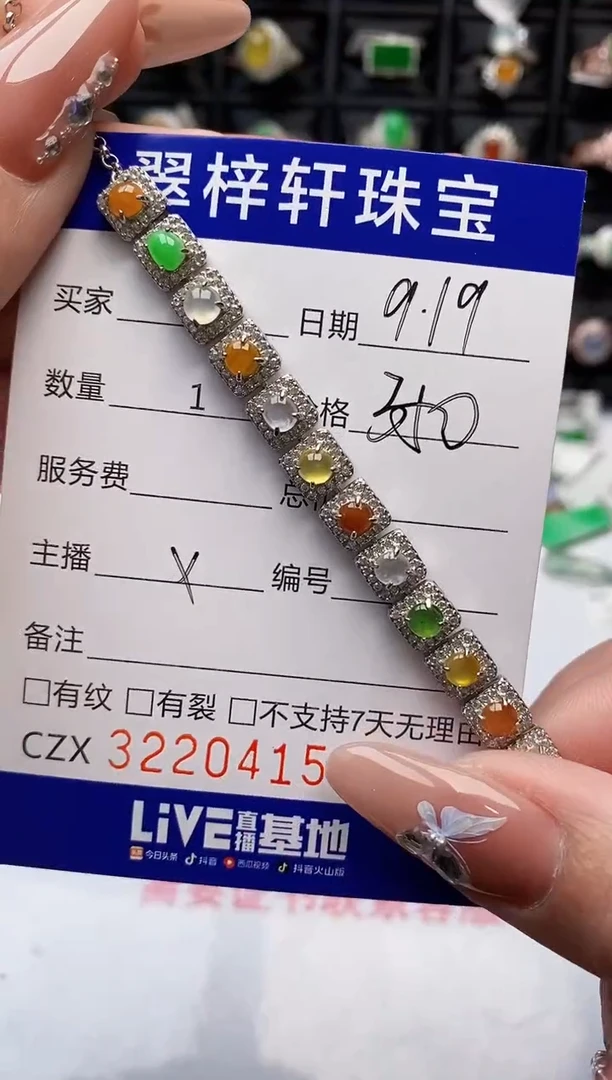 翠梓轩珠宝
买家 日期 9.19
数量 1 格
服务费 总
主播 编号
备注
□有纹 □有裂 □不支持7天无理由
CZX 3220415
LiVE直播基地
今日头条 抖音 西瓜视频 抖音火山版